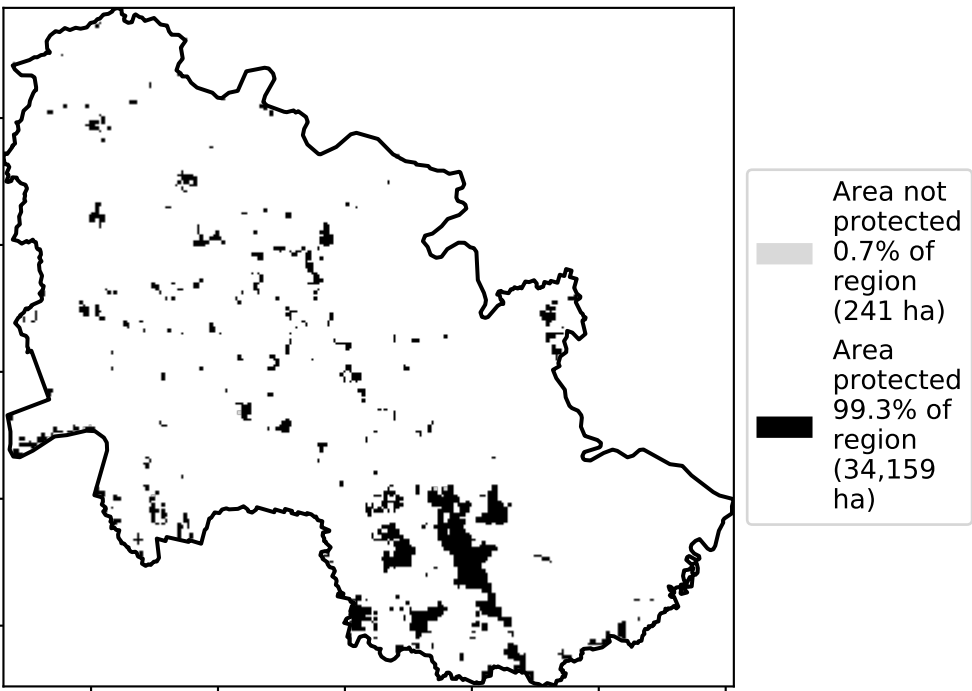 Area not
protected
0.7% of
region
(241 ha)
Area
protected
99.3% of
region
(34,159
ha)